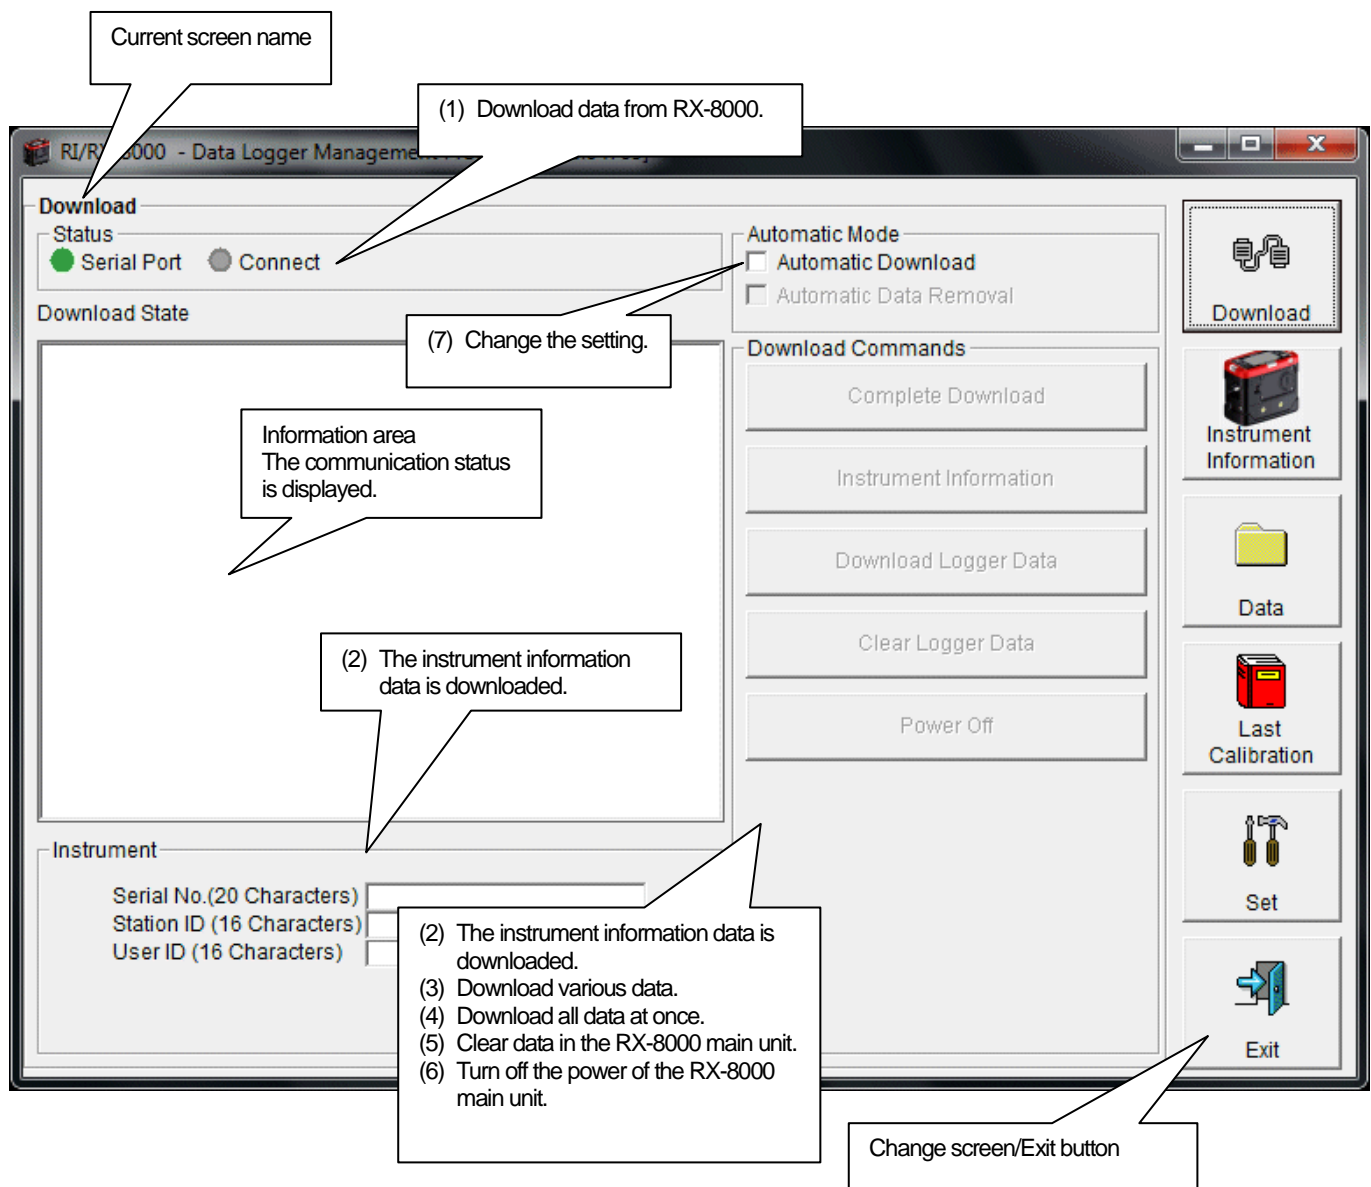 Current screen name
(1) Download data from RX-8000.
RI/RX-8000 - Data Logger Management
Download
Status
Serial Port Connect
Automatic Mode
Automatic Download
Automatic Data Removal
Download State
(7) Change the setting.
Download Commands
Complete Download
Instrument Information
Download Logger Data
Clear Logger Data
Power Off
Information area
The communication status
is displayed.
(2) The instrument information
data is downloaded.
Instrument
Serial No.(20 Characters)
Station ID (16 Characters)
User ID (16 Characters)
(2) The instrument information data is
downloaded.
(3) Download various data.
(4) Download all data at once.
(5) Clear data in the RX-8000 main unit.
(6) Turn off the power of the RX-8000
main unit.
Download
Instrument
Information
Data
Last
Calibration
Set
Exit
Change screen/Exit button